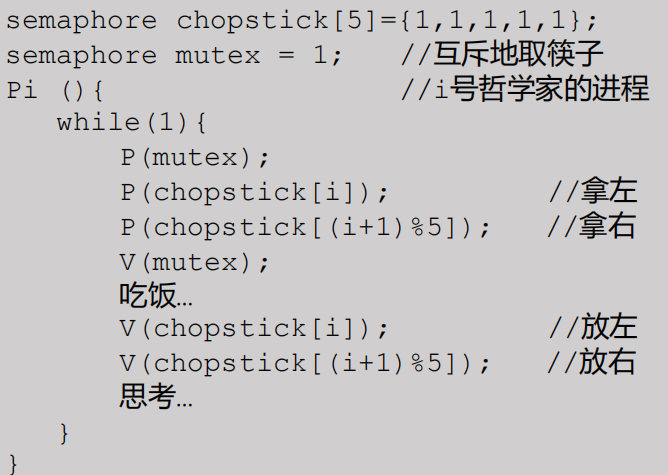 semaphore chopstick[5]={1,1,1,1,1};
semaphore mutex = 1;   //互斥地取筷子
Pi (){                 //i号哲学家的进程
   while(1){
      P(mutex);
      P(chopstick[i]);         //拿左
      P(chopstick[(i+1)%5]);   //拿右
      V(mutex);
      吃饭…
      V(chopstick[i]);         //放左
      V(chopstick[(i+1)%5]);   //放右
      思考…
   }
}